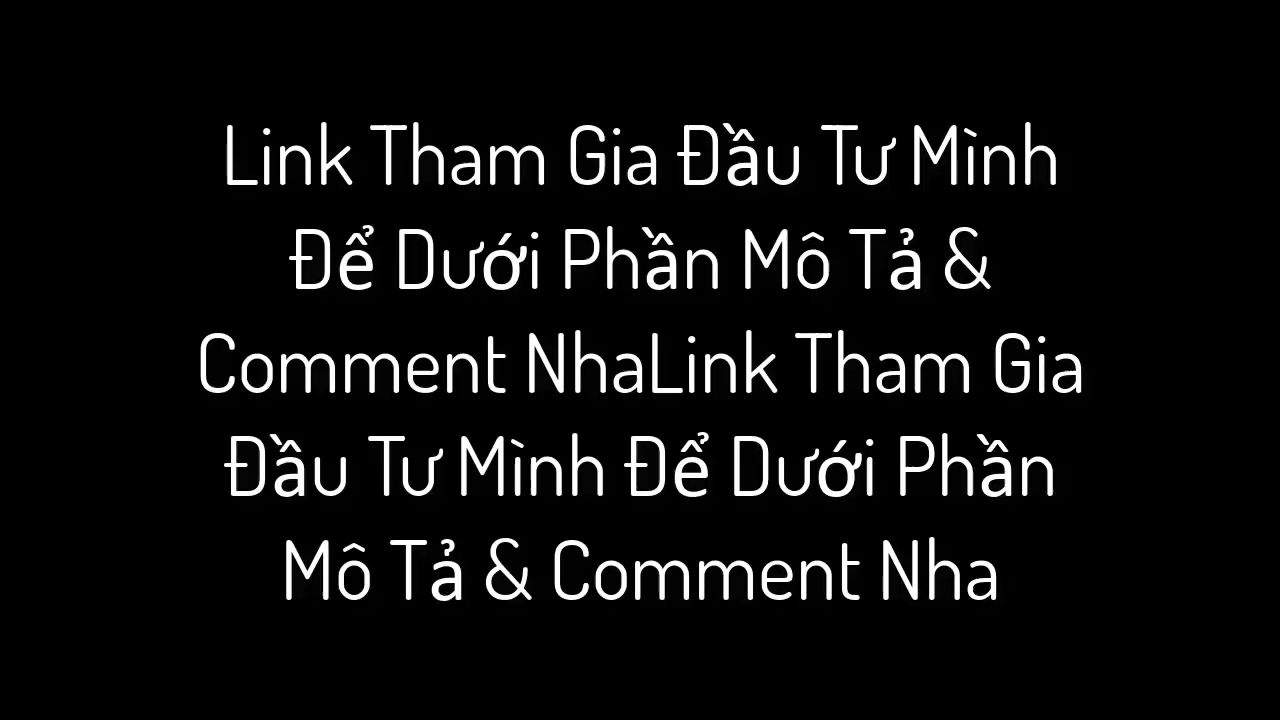 Link Tham Gia Đầu Tư Mình
Để Dưới Phần Mô Tả &
Comment NhaLink Tham Gia
Đầu Tư Mình Để Dưới Phần
Mô Tả & Comment Nha